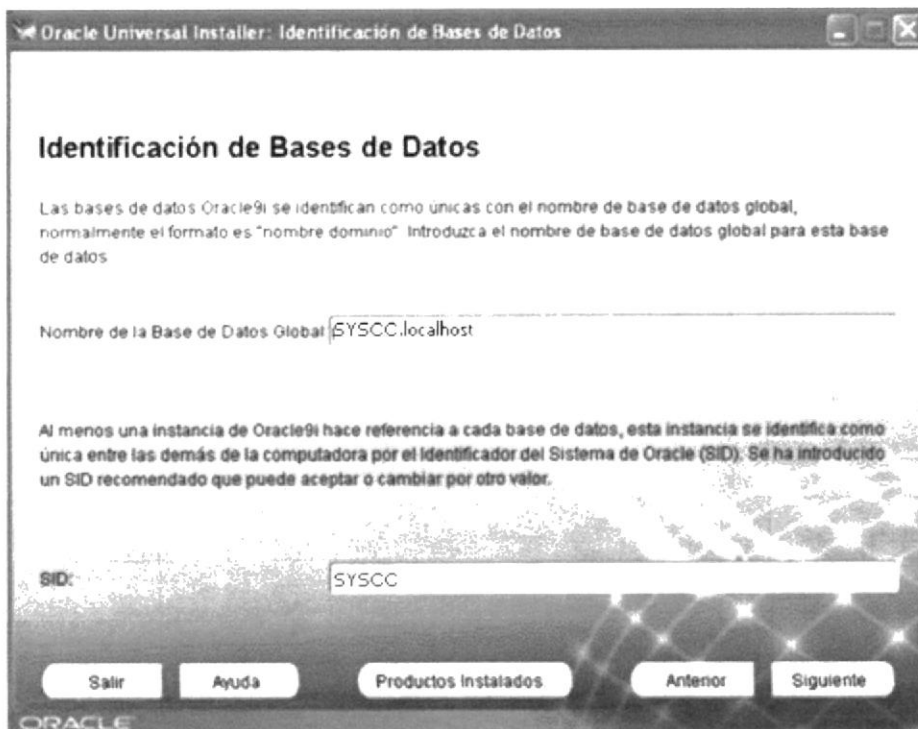 Oracle Universal Installer: Identificación de Bases de Datos
Identificación de Bases de Datos
Las bases de datos Oracle9i se identifican como únicas con el nombre de base de datos global,
normalmente el formato es "nombre dominio" Introduzca el nombre de base de datos global para esta base
de datos
Nombre de la Base de Datos Global SYSCC.localhost
Al menos una instancia de Oracle9i hace referencia a cada base de datos, esta instancia se identifica como
única entre las demás de la computadora por el Identificador del Sistema de Oracle (SID). Se ha introducido
un SID recomendado que puede aceptar o cambiar por otro valor.
SID: SYSCC
Salir Ayuda Productos Instalados Anterior Siguiente
ORACLE